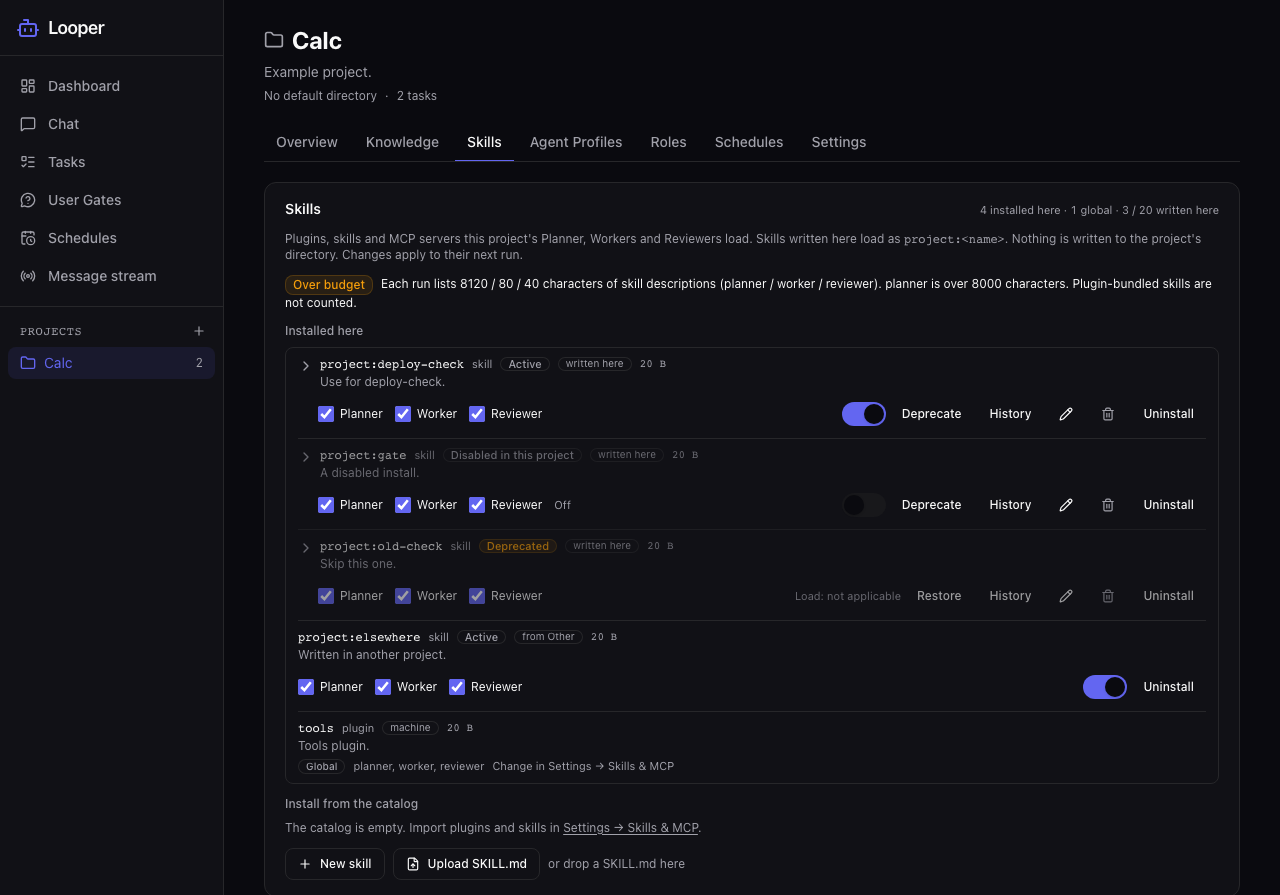 Looper
Dashboard
Chat
Tasks
User Gates
Schedules
Message stream
PROJECTS
Calc 2
Calc
Example project.
No default directory · 2 tasks
Overview Knowledge Skills Agent Profiles Roles Schedules Settings
Skills 4 installed here · 1 global · 3 / 20 written here
Plugins, skills and MCP servers this project's Planner, Workers and Reviewers load. Skills written here load as project:<name>. Nothing is written to the project's
directory. Changes apply to their next run.
Over budget Each run lists 8120 / 80 / 40 characters of skill descriptions (planner / worker / reviewer). planner is over 8000 characters. Plugin-bundled skills are
not counted.
Installed here
project:deploy-check skill Active written here 20 B
Use for deploy-check.
Planner Worker Reviewer Deprecate History Uninstall
project:gate skill Disabled in this project written here 20 B
A disabled install.
Planner Worker Reviewer Off Deprecate History Uninstall
project:old-check skill Deprecated written here 20 B
Skip this one.
Planner Worker Reviewer Load: not applicable Restore History Uninstall
project:elsewhere skill Active from Other 20 B
Written in another project.
Planner Worker Reviewer Uninstall
tools plugin machine 20 B
Tools plugin.
Global planner, worker, reviewer Change in Settings → Skills & MCP
Install from the catalog
The catalog is empty. Import plugins and skills in Settings → Skills & MCP.
New skill Upload SKILL.md or drop a SKILL.md here